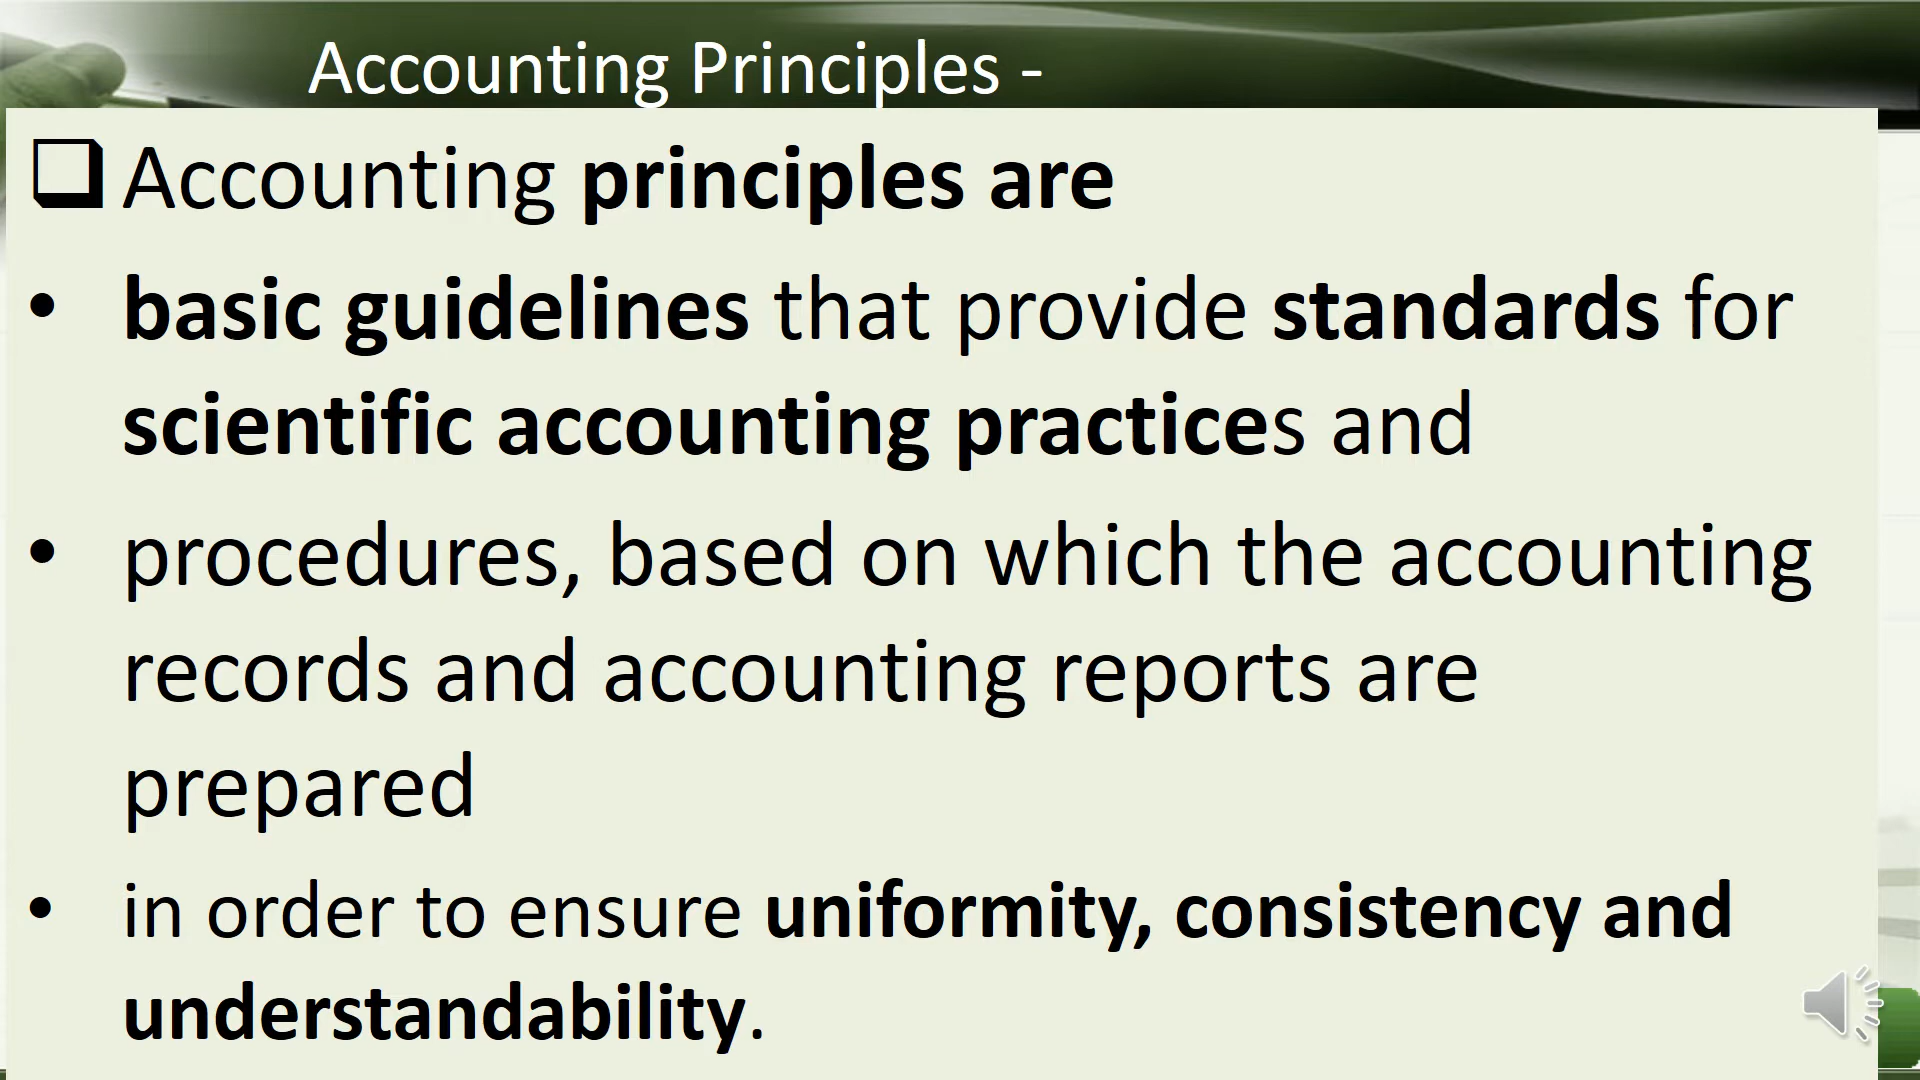 Accounting Principles -
❑ Accounting principles are
• basic guidelines that provide standards for
scientific accounting practices and
• procedures, based on which the accounting
records and accounting reports are
prepared
• in order to ensure uniformity, consistency and
understandability.